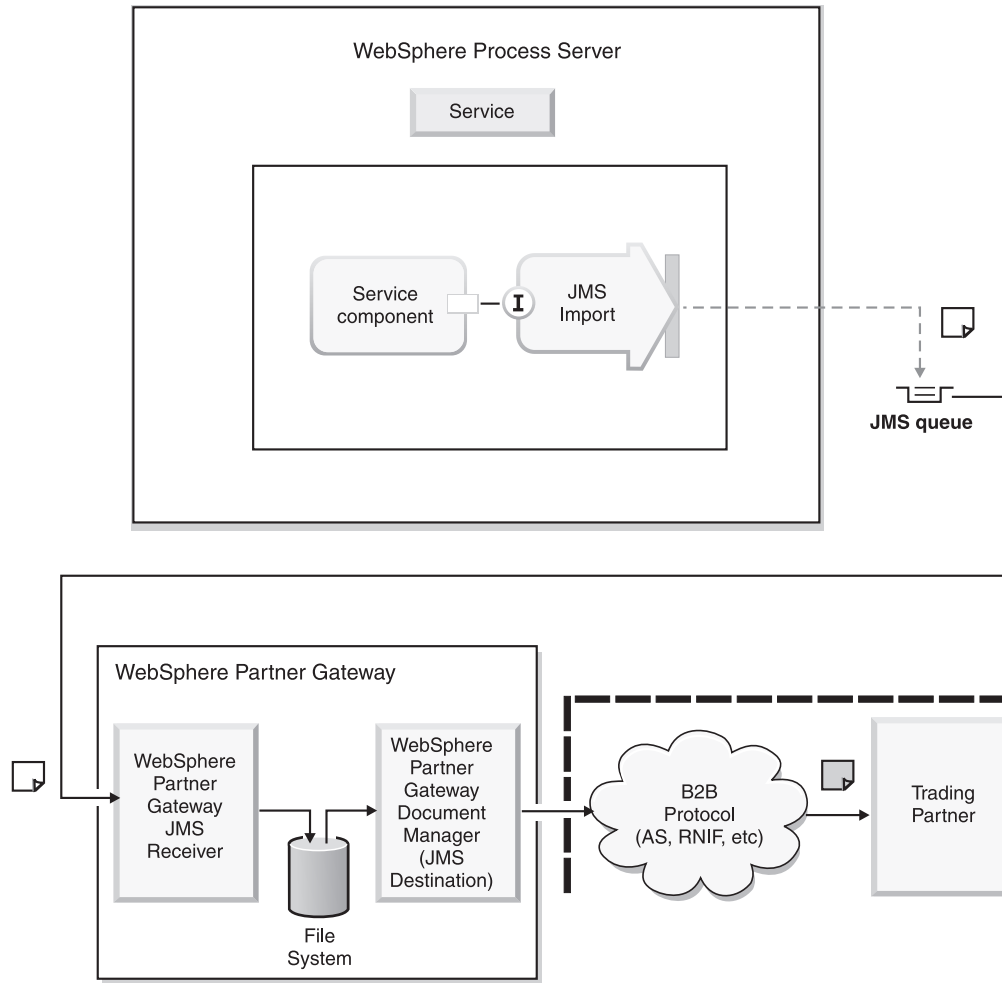 WebSphere Process Server
Service
Service
component
I
JMS
Import
JMS queue
WebSphere Partner Gateway
WebSphere
Partner
Gateway
JMS
Receiver
File
System
WebSphere
Partner
Gateway
Document
Manager
(JMS
Destination)
B2B
Protocol
(AS, RNIF, etc)
Trading
Partner